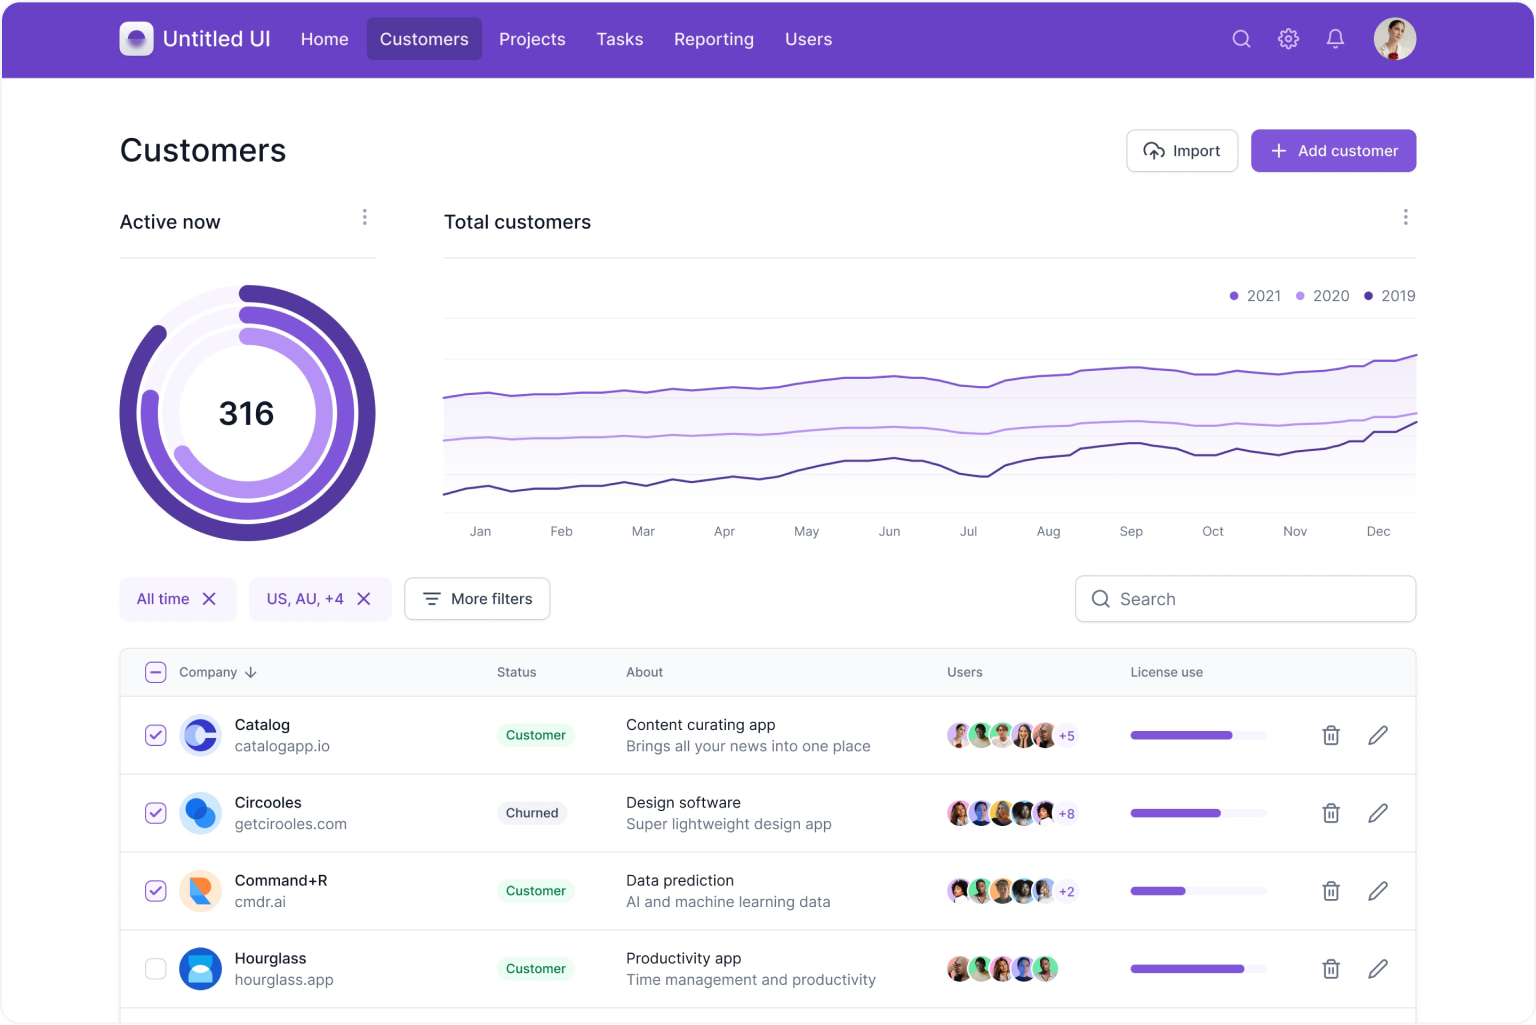 Untitled UI Home Customers Projects Tasks Reporting Users
Customers
Import
Add customer
Active now
Total customers
2021 2020 2019
316
Jan Feb Mar Apr May Jun Jul Aug Sep Oct Nov Dec
All time
US, AU, +4
More filters
Search
Company Status About Users License use
Catalog
catalogapp.io
Customer
Content curating app
Brings all your news into one place
+5
Circooles
getcirooles.com
Churned
Design software
Super lightweight design app
+8
Command+R
cmdr.ai
Customer
Data prediction
AI and machine learning data
+2
Hourglass
hourglass.app
Customer
Productivity app
Time management and productivity